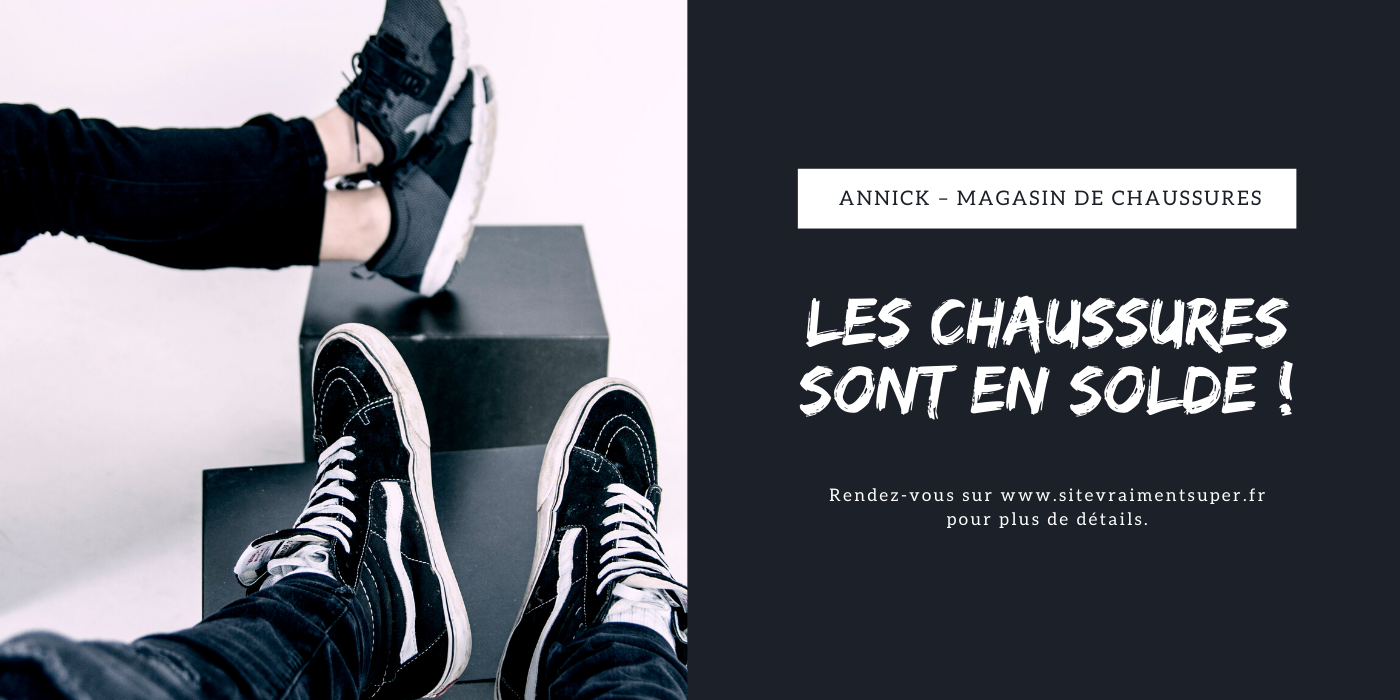 ANNICK – MAGASIN DE CHAUSSURES
LES CHAUSSURES
SONT EN SOLDE !
Rendez-vous sur www.sitevraimentsuper.fr
pour plus de détails.